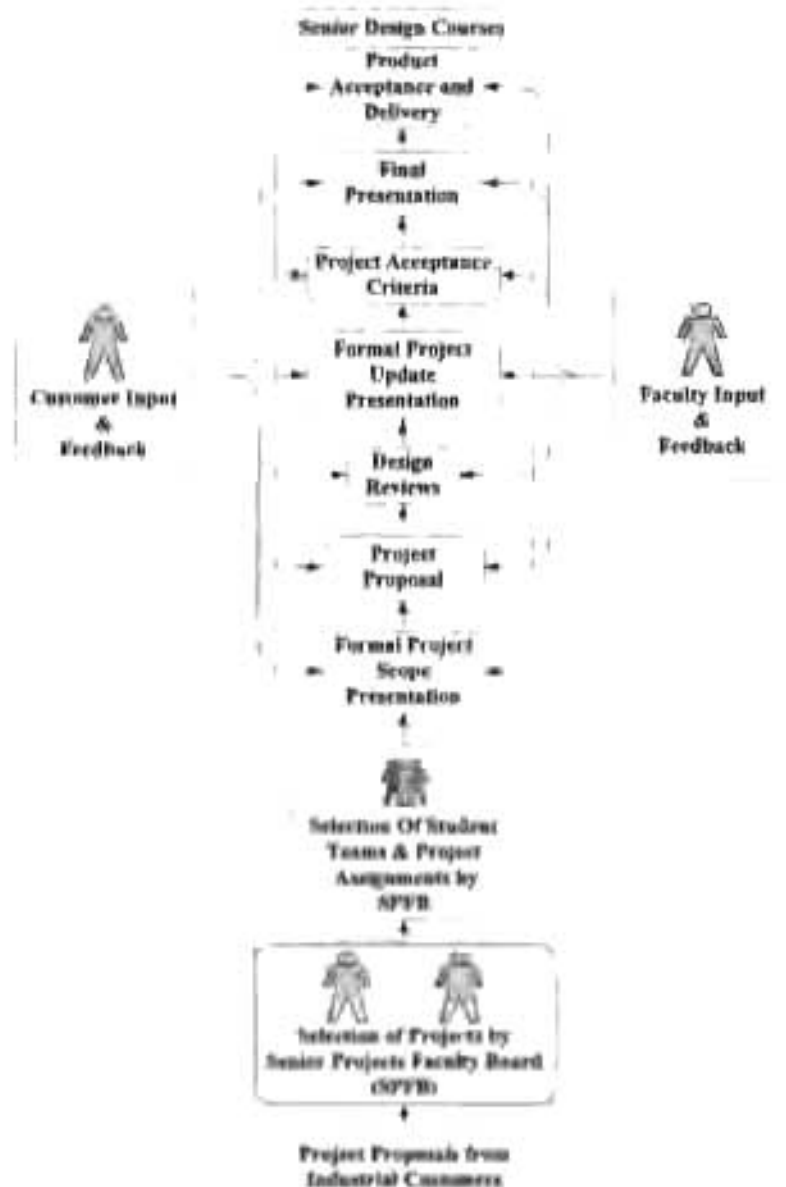 Senior Design Courses
Product
Acceptance and
Delivery
Final
Presentation
Project Acceptance
Criteria
Formal Project
Update
Presentation
Customer Input
&
Feedback
Faculty Input
&
Feedback
Design
Reviews
Project
Proposal
Formal Project
Scope
Presentation
Selection Of Student
Teams & Project
Assignments by
SPFB
Selection of Projects by
Senior Projects Faculty Board
(SPFB)
Project Proposals from
Industrial Customers